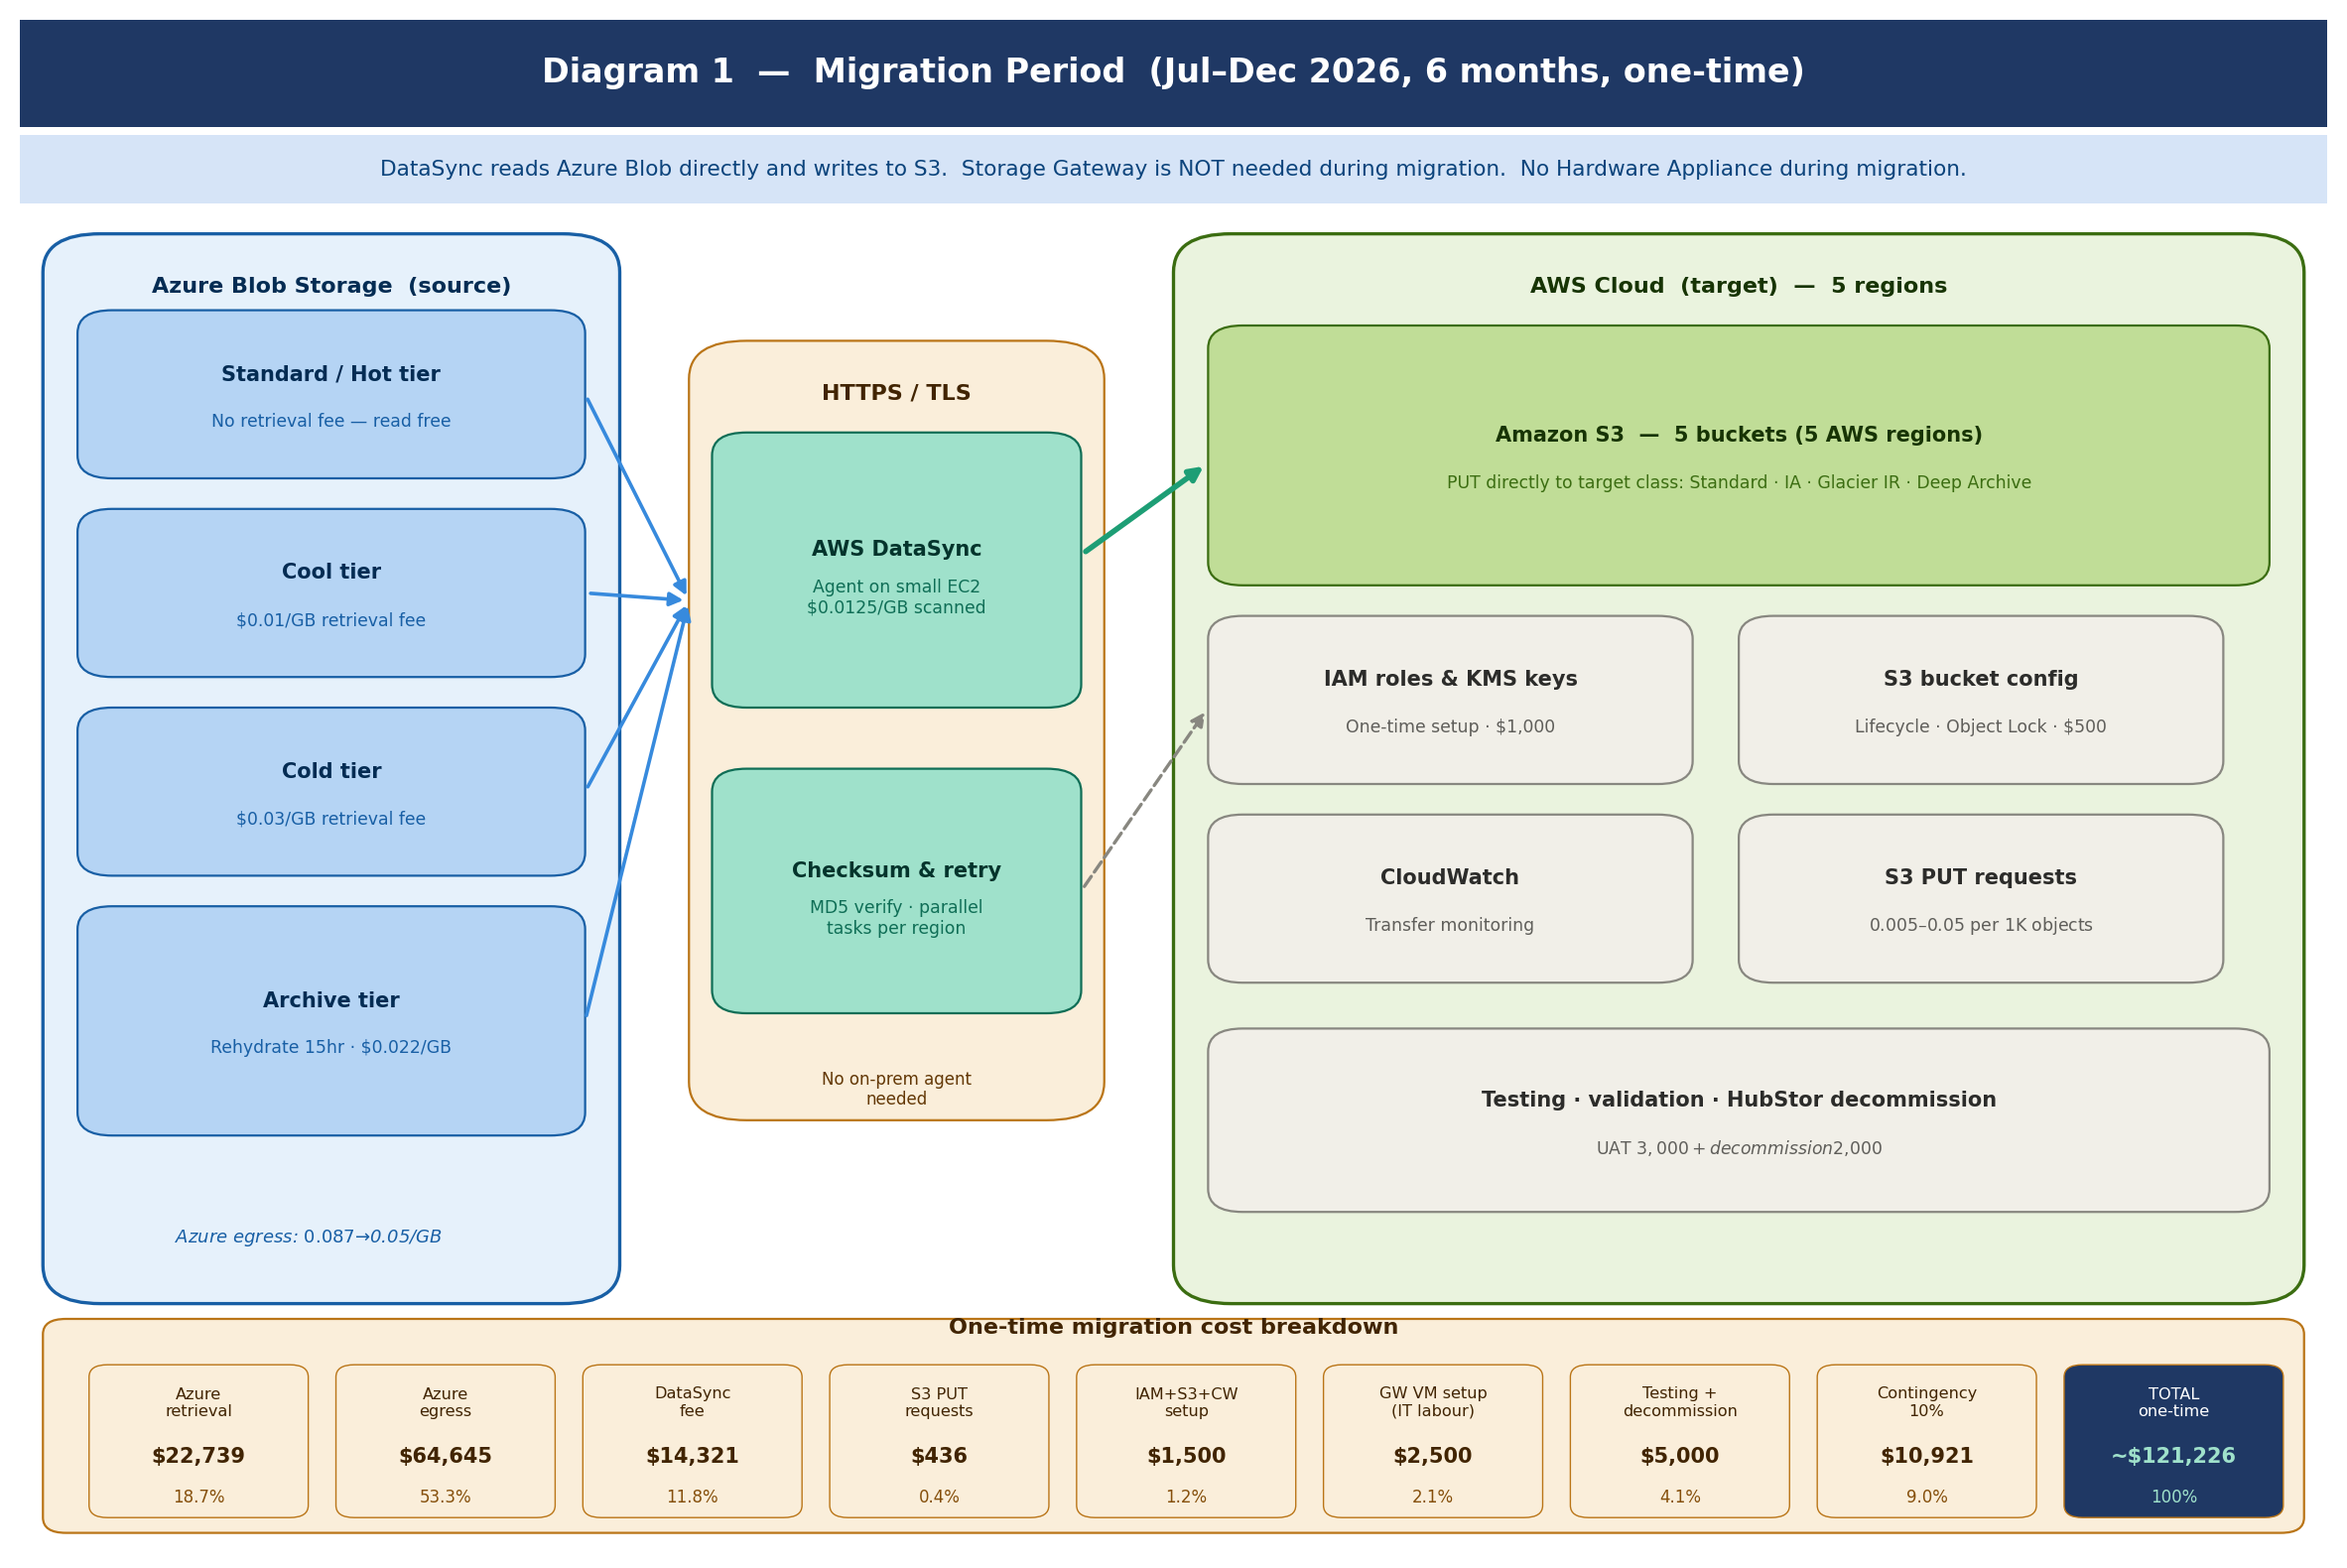 Diagram 1 — Migration Period (Jul–Dec 2026, 6 months, one-time)
DataSync reads Azure Blob directly and writes to S3. Storage Gateway is NOT needed during migration. No Hardware Appliance during migration.
Azure Blob Storage (source)
Standard / Hot tier
No retrieval fee — read free
Cool tier
$0.01/GB retrieval fee
Cold tier
$0.03/GB retrieval fee
Archive tier
Rehydrate 15hr · $0.022/GB
Azure egress: 0.087→0.05/GB
HTTPS / TLS
AWS DataSync
Agent on small EC2
$0.0125/GB scanned
Checksum & retry
MD5 verify · parallel
tasks per region
No on-prem agent
needed
AWS Cloud (target) — 5 regions
Amazon S3 — 5 buckets (5 AWS regions)
PUT directly to target class: Standard · IA · Glacier IR · Deep Archive
IAM roles & KMS keys
One-time setup · $1,000
S3 bucket config
Lifecycle · Object Lock · $500
CloudWatch
Transfer monitoring
S3 PUT requests
0.005–0.05 per 1K objects
Testing · validation · HubStor decommission
UAT 3,000+decommission2,000
One-time migration cost breakdown
Azure
retrieval
$22,739
18.7%
Azure
egress
$64,645
53.3%
DataSync
fee
$14,321
11.8%
S3 PUT
requests
$436
0.4%
IAM+S3+CW
setup
$1,500
1.2%
GW VM setup
(IT labour)
$2,500
2.1%
Testing +
decommission
$5,000
4.1%
Contingency
10%
$10,921
9.0%
TOTAL
one-time
~$121,226
100%